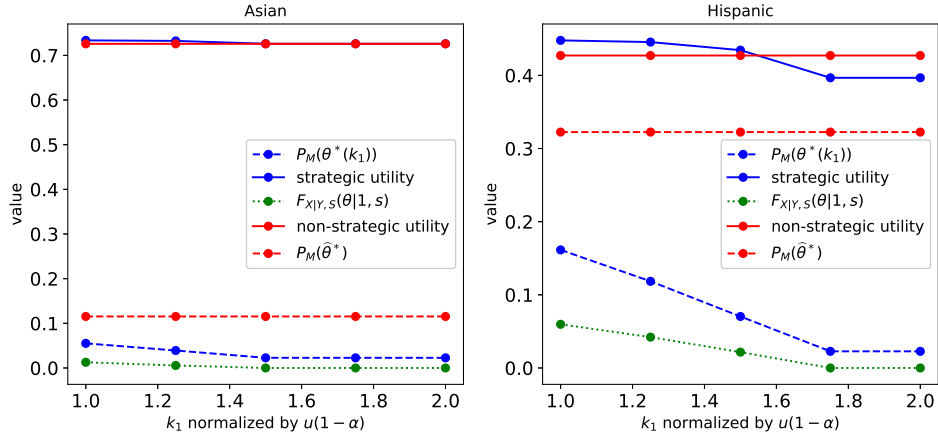 Asian
value
0.7
0.6
0.5
0.4
0.3
0.2
0.1
0.0
P_M(θ*(k₁))
strategic utility
F_{X|Y,S}(θ|1, s)
non-strategic utility
P_M(θ̂*)
1.0 1.2 1.4 1.6 1.8 2.0
k₁ normalized by u(1 − α)
Hispanic
value
0.4
0.3
0.2
0.1
0.0
P_M(θ*(k₁))
strategic utility
F_{X|Y,S}(θ|1, s)
non-strategic utility
P_M(θ̂*)
1.0 1.2 1.4 1.6 1.8 2.0
k₁ normalized by u(1 − α)